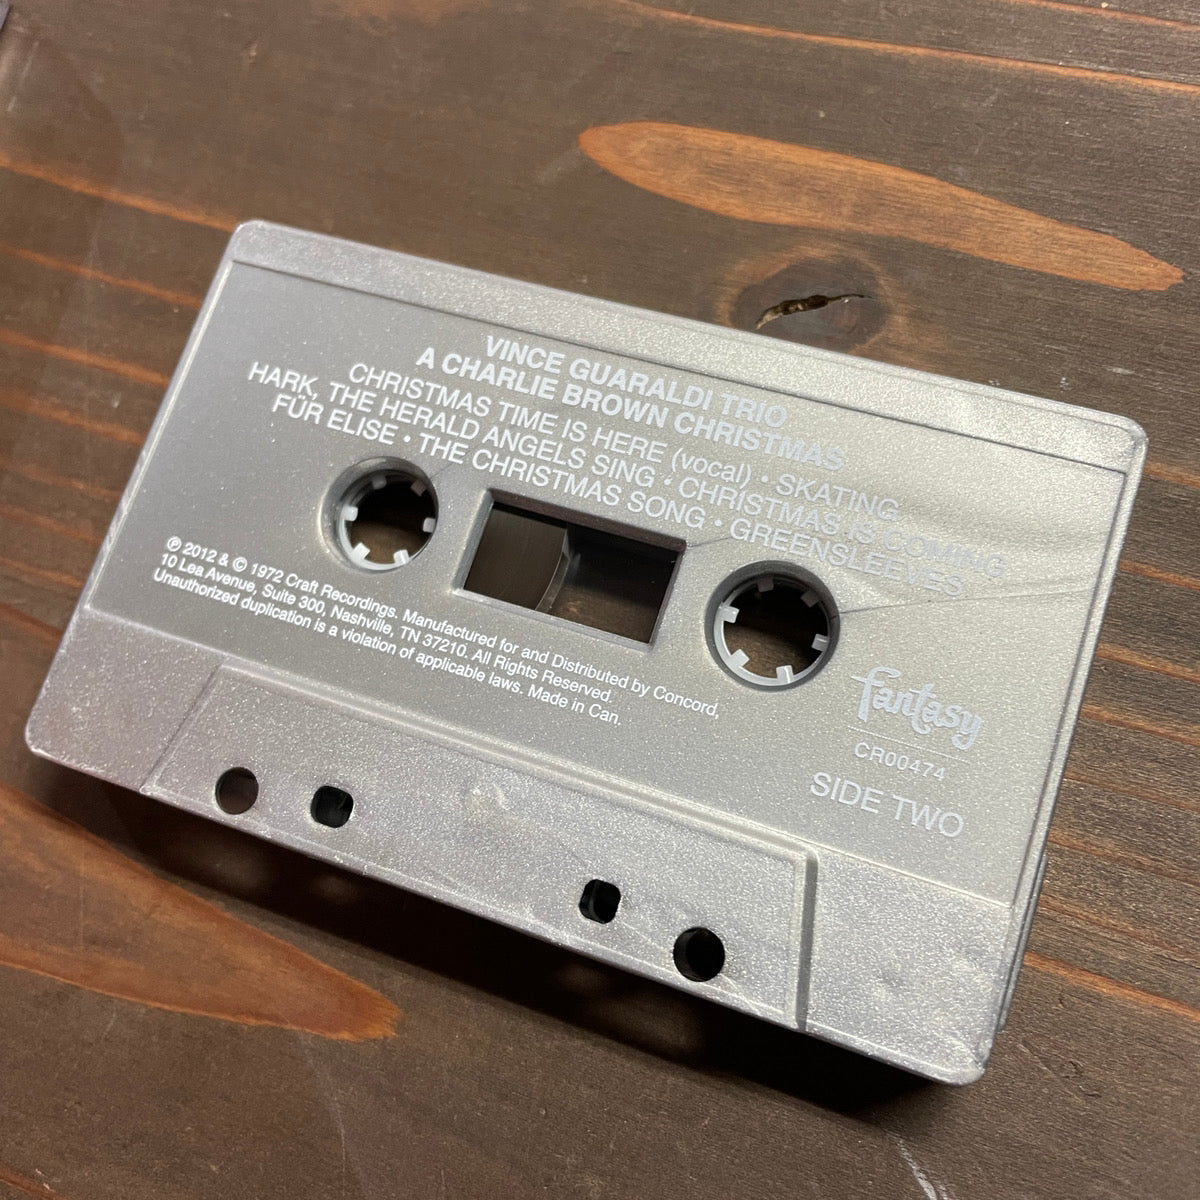 VINCE GUARALDI TRIO
A CHARLIE BROWN CHRISTMAS
CHRISTMAS TIME IS HERE (vocal) • SKATING
HARK, THE HERALD ANGELS SING • CHRISTMAS IS COMING
FÜR ELISE • THE CHRISTMAS SONG • GREENSLEEVES
℗ 2012 & © 1972 Craft Recordings. Manufactured for and Distributed by Concord,
10 Lea Avenue, Suite 300, Nashville, TN 37210. All Rights Reserved.
Unauthorized duplication is a violation of applicable laws. Made in Can.
fantasy
CR00474
SIDE TWO